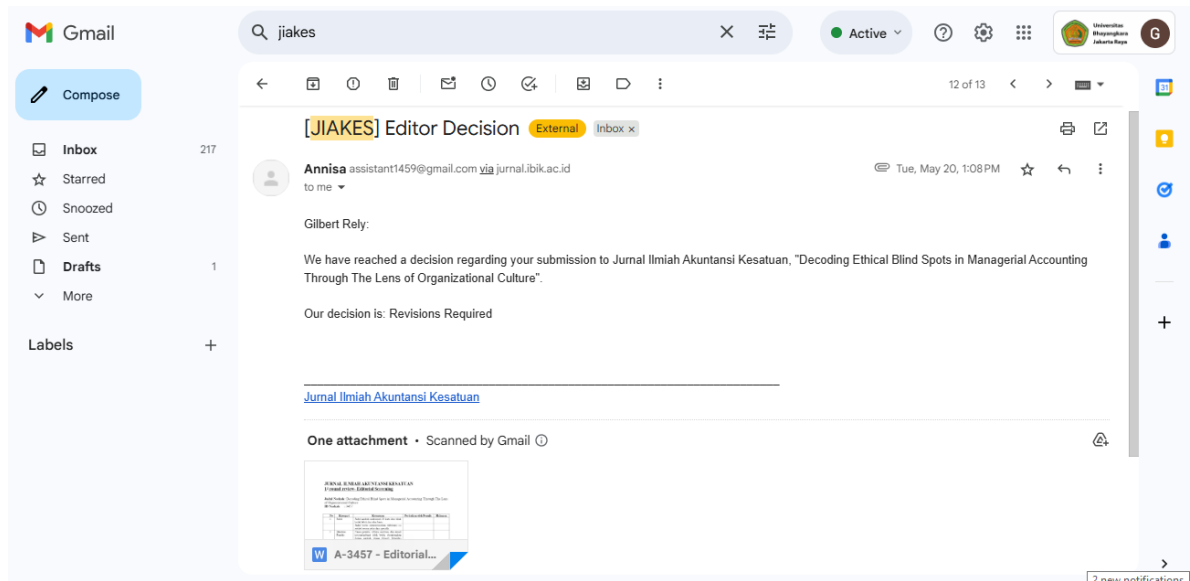 Gmail
jiakes
Active
Universitas
Bhayangkara
Jakarta Raya
G
Compose
12 of 13
31
[JIAKES] Editor Decision External Inbox x
Inbox 217
Starred
Snoozed
Sent
Drafts 1
More
Labels
Annisa assistant1459@gmail.com via jurnal.ibik.ac.id
Tue, May 20, 1:08 PM
to me
Gilbert Rely:
We have reached a decision regarding your submission to Jurnal Ilmiah Akuntansi Kesatuan, "Decoding Ethical Blind Spots in Managerial Accounting
Through The Lens of Organizational Culture".
Our decision is: Revisions Required
Jurnal Ilmiah Akuntansi Kesatuan
One attachment • Scanned by Gmail
JURNAL ILMIAH AKUNTANSI KESATUAN
W A-3457 - Editorial...
2 new notifications